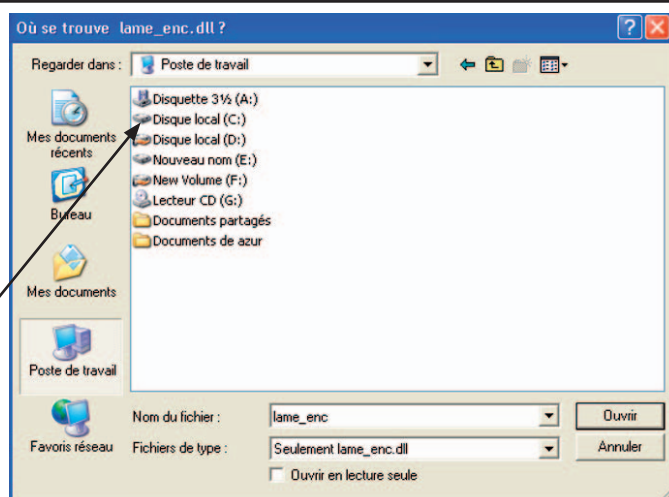 Où se trouve lame_enc.dll ?
Regarder dans : Poste de travail
Mes documents récents
Bureau
Mes documents
Poste de travail
Favoris réseau
Disquette 3½ (A:)
Disque local (C:)
Disque local (D:)
Nouveau nom (E:)
New Volume (F:)
Lecteur CD (G:)
Documents partagés
Documents de azur
Nom du fichier : lame_enc Ouvrir
Fichiers de type : Seulement lame_enc.dll Annuler
Ouvrir en lecture seule